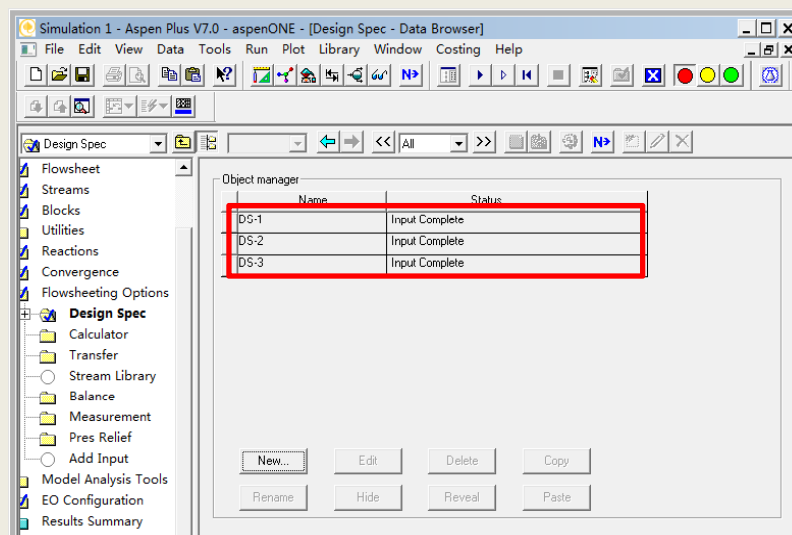 Simulation 1 - Aspen Plus V7.0 - aspenONE - [Design Spec - Data Browser]
File Edit View Data Tools Run Plot Library Window Costing Help
N>
Design Spec << All >> N>
Flowsheet
Streams
Blocks
Utilities
Reactions
Convergence
Flowsheeting Options
Design Spec
Calculator
Transfer
Stream Library
Balance
Measurement
Pres Relief
Add Input
Model Analysis Tools
EO Configuration
Results Summary
Object manager
Name Status
DS-1 Input Complete
DS-2 Input Complete
DS-3 Input Complete
New... Edit Delete Copy
Rename Hide Reveal Paste